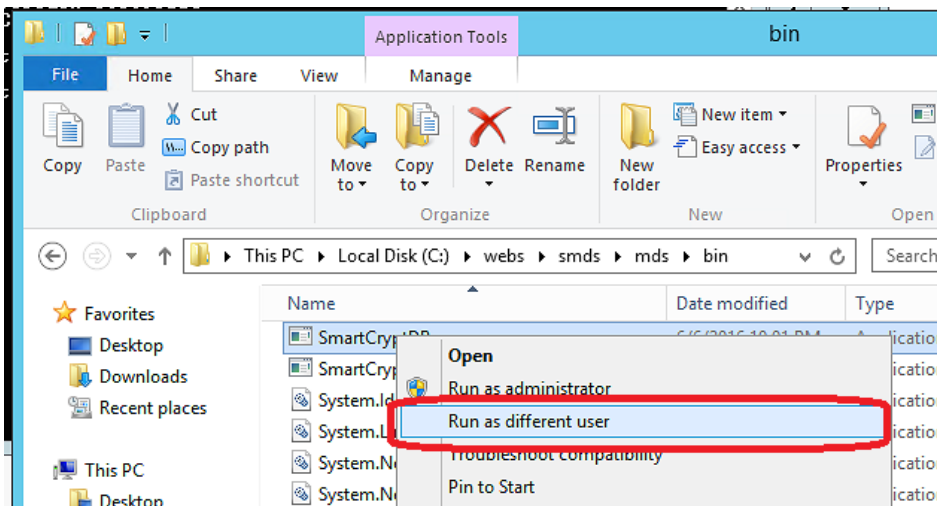 Application Tools
bin
File Home Share View Manage
Cut
New item
Copy path
Easy access
Copy Paste Move to Copy to Delete Rename New folder Properties
Paste shortcut
Clipboard Organize New Open
This PC Local Disk (C:) webs smds mds bin Search
Name Date modified Type
Favorites
Desktop
Downloads
Recent places
This PC
Desktop
Open
Run as administrator
Run as different user
Troubleshoot compatibility
Pin to Start